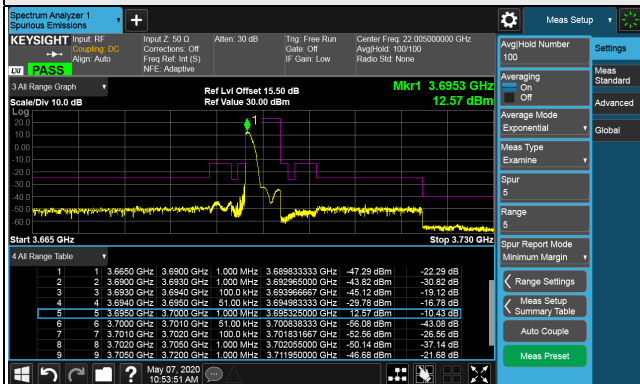 Spectrum Analyzer 1
Spurious Emissions
Meas Setup
KEYSIGHT
Input: RF
Coupling: DC
Align: Auto
Input Z: 50 Ω
Corrections: Off
Freq Ref: Int (S)
NFE: Adaptive
Atten: 30 dB
Trig: Free Run
Gate: Off
IF Gain: Low
Center Freq: 22.005000000 GHz
Avg|Hold: 100/100
Radio Std: None
LXI
PASS
3 All Range Graph
Scale/Div 10.0 dB
Ref Lvl Offset 15.50 dB
Ref Value 30.00 dBm
Mkr1 3.6953 GHz
12.57 dBm
Log
20.0
10.0
0.00
-10.0
-20.0
-30.0
-40.0
-50.0
-60.0
1
Start 3.665 GHz
Stop 3.730 GHz
4 All Range Table
1 1 3.6650 GHz 3.6900 GHz 1.000 MHz 3.689833333 GHz -47.29 dBm -22.29 dB
2 2 3.6900 GHz 3.6930 GHz 1.000 MHz 3.692965000 GHz -43.82 dBm -30.82 dB
3 3 3.6930 GHz 3.6940 GHz 100.0 kHz 3.693966667 GHz -45.12 dBm -19.12 dB
4 4 3.6940 GHz 3.6950 GHz 51.00 kHz 3.694983333 GHz -29.78 dBm -16.78 dB
5 5 3.6950 GHz 3.7000 GHz 1.000 MHz 3.695325000 GHz 12.57 dBm -10.43 dB
6 6 3.7000 GHz 3.7010 GHz 51.00 kHz 3.700838333 GHz -56.08 dBm -43.08 dB
7 7 3.7010 GHz 3.7020 GHz 100.0 kHz 3.701831667 GHz -52.56 dBm -26.56 dB
8 8 3.7020 GHz 3.7050 GHz 1.000 MHz 3.702055000 GHz -50.14 dBm -37.14 dB
9 9 3.7050 GHz 3.7200 GHz 1.000 MHz 3.711950000 GHz -46.68 dBm -21.68 dB
May 07, 2020
10:53:51 AM
Avg|Hold Number
100
Averaging
On
Off
Average Mode
Exponential
Meas Type
Examine
Spur
5
Range
5
Spur Report Mode
Minimum Margin
Range Settings
Meas Setup
Summary Table
Auto Couple
Meas Preset
Settings
Meas
Standard
Advanced
Global